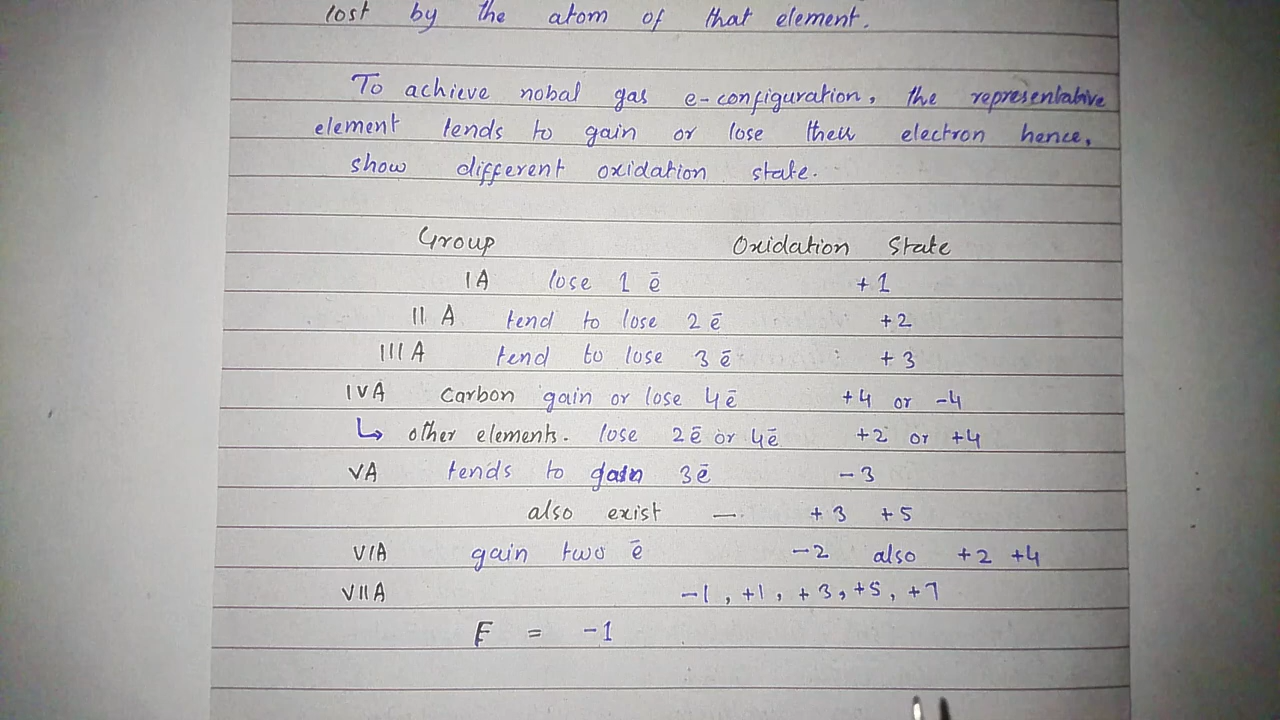 lost by the atom of that element.
To achieve nobal gas e-configuration, the representative
element tends to gain or lose their electron hence,
show different oxidation state.
Group Oxidation State
IA lose 1 ē +1
II A tend to lose 2 ē +2
III A tend to lose 3 ē +3
IVA Carbon gain or lose 4ē +4 or -4
↳ other elements. lose 2ē or 4ē +2 or +4
VA tends to gain 3ē -3
also exist — +3 +5
VIA gain two ē -2 also +2 +4
VIIA -1, +1, +3, +5, +7
F = -1